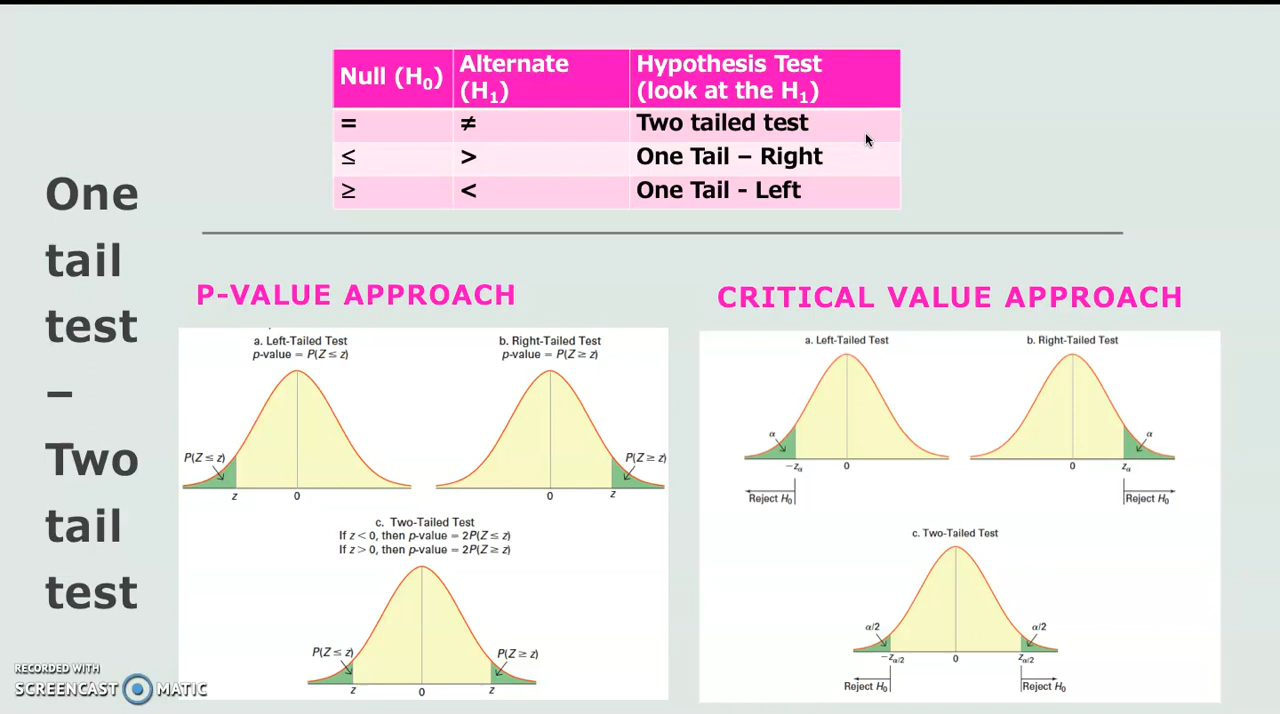 Null (H₀) Alternate (H₁) Hypothesis Test (look at the H₁)
= ≠ Two tailed test
≤ > One Tail – Right
≥ < One Tail - Left
One
tail
test
–
Two
tail
test
P-VALUE APPROACH
a. Left-Tailed Test
p-value = P(Z ≤ z)
P(Z ≤ z)
z 0
b. Right-Tailed Test
p-value = P(Z ≥ z)
P(Z ≥ z)
0 z
c. Two-Tailed Test
If z < 0, then p-value = 2P(Z ≤ z)
If z > 0, then p-value = 2P(Z ≥ z)
P(Z ≤ z) P(Z ≥ z)
z 0 z
CRITICAL VALUE APPROACH
a. Left-Tailed Test
α
−zα 0
Reject H₀
b. Right-Tailed Test
α
0 zα
Reject H₀
c. Two-Tailed Test
α/2 α/2
−zα/2 0 zα/2
Reject H₀ Reject H₀
RECORDED WITH
SCREENCAST MATIC